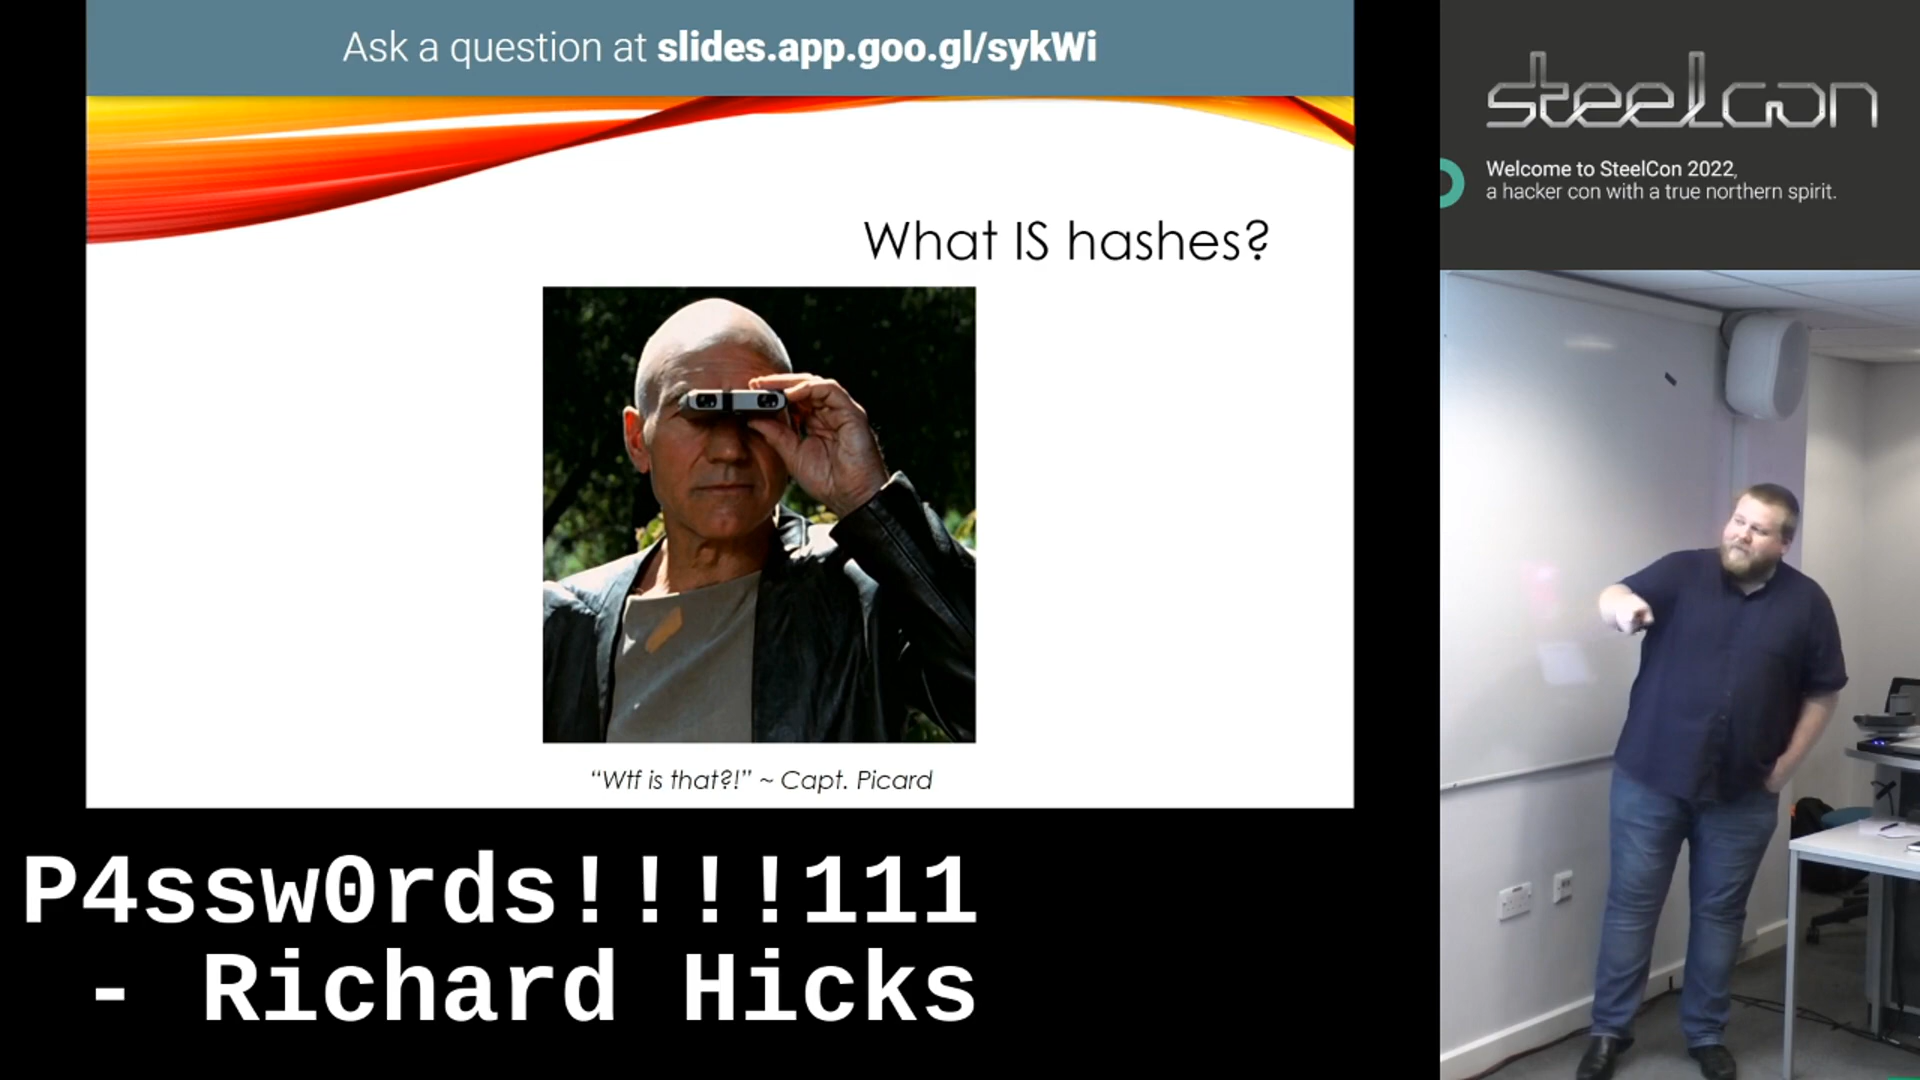 Ask a question at slides.app.goo.gl/sykWi
What IS hashes?
“Wtf is that?!” ~ Capt. Picard
P4ssw0rds!!!!111
- Richard Hicks
steelcon
Welcome to SteelCon 2022,
a hacker con with a true northern spirit.